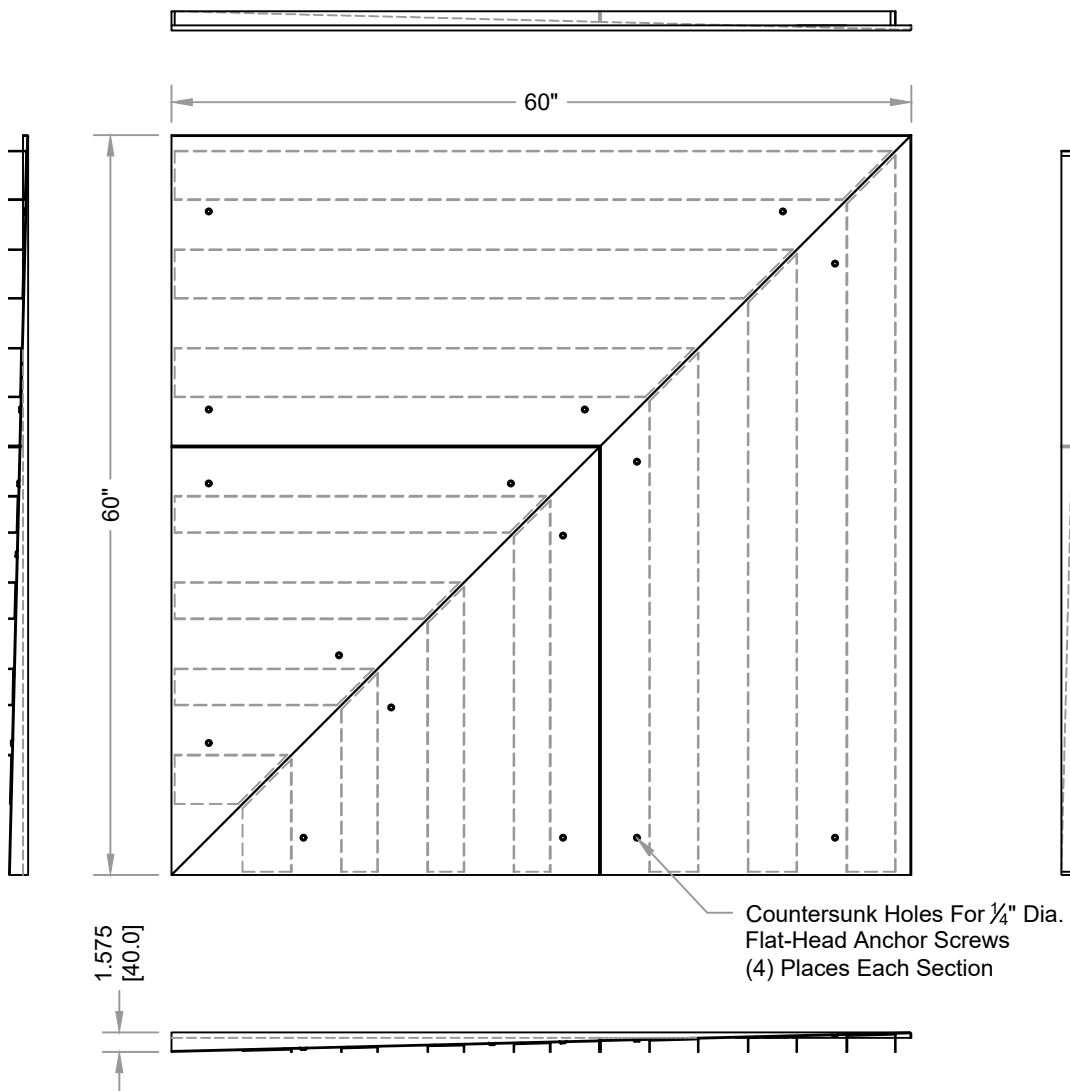 60"
60"
1.575
[40.0]
Countersunk Holes For ¼" Dia.
Flat-Head Anchor Screws
(4) Places Each Section